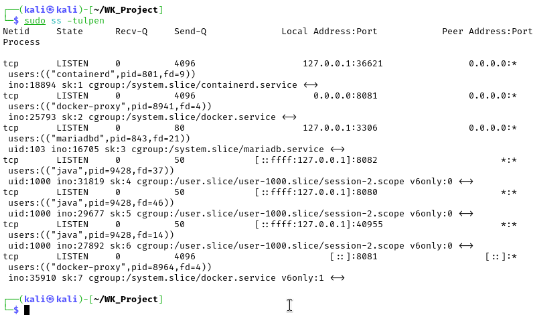 ┌──(kali㉿kali)-[~/WK_Project]
└─$ sudo ss -tulpen
Netid State Recv-Q Send-Q Local Address:Port Peer Address:Port
Process
tcp LISTEN 0 4096 127.0.0.1:36621 0.0.0.0:*
users:(("containerd",pid=801,fd=9))
ino:18894 sk:1 cgroup:/system.slice/containerd.service <->
tcp LISTEN 0 4096 0.0.0.0:8081 0.0.0.0:*
users:(("docker-proxy",pid=8941,fd=4))
ino:25793 sk:2 cgroup:/system.slice/docker.service <->
tcp LISTEN 0 80 127.0.0.1:3306 0.0.0.0:*
users:(("mariadbd",pid=843,fd=21))
uid:103 ino:16705 sk:3 cgroup:/system.slice/mariadb.service <->
tcp LISTEN 0 50 [::ffff:127.0.0.1]:8082 *:*
users:(("java",pid=9428,fd=37))
uid:1000 ino:31819 sk:4 cgroup:/user.slice/user-1000.slice/session-2.scope v6only:0 <->
tcp LISTEN 0 50 [::ffff:127.0.0.1]:8080 *:*
users:(("java",pid=9428,fd=46))
uid:1000 ino:29677 sk:5 cgroup:/user.slice/user-1000.slice/session-2.scope v6only:0 <->
tcp LISTEN 0 50 [::ffff:127.0.0.1]:40955 *:*
users:(("java",pid=9428,fd=14))
uid:1000 ino:27892 sk:6 cgroup:/user.slice/user-1000.slice/session-2.scope v6only:0 <->
tcp LISTEN 0 4096 [::]:8081 [::]:*
users:(("docker-proxy",pid=8964,fd=4))
ino:35910 sk:7 cgroup:/system.slice/docker.service v6only:1 <->
┌──(kali㉿kali)-[~/WK_Project]
└─$